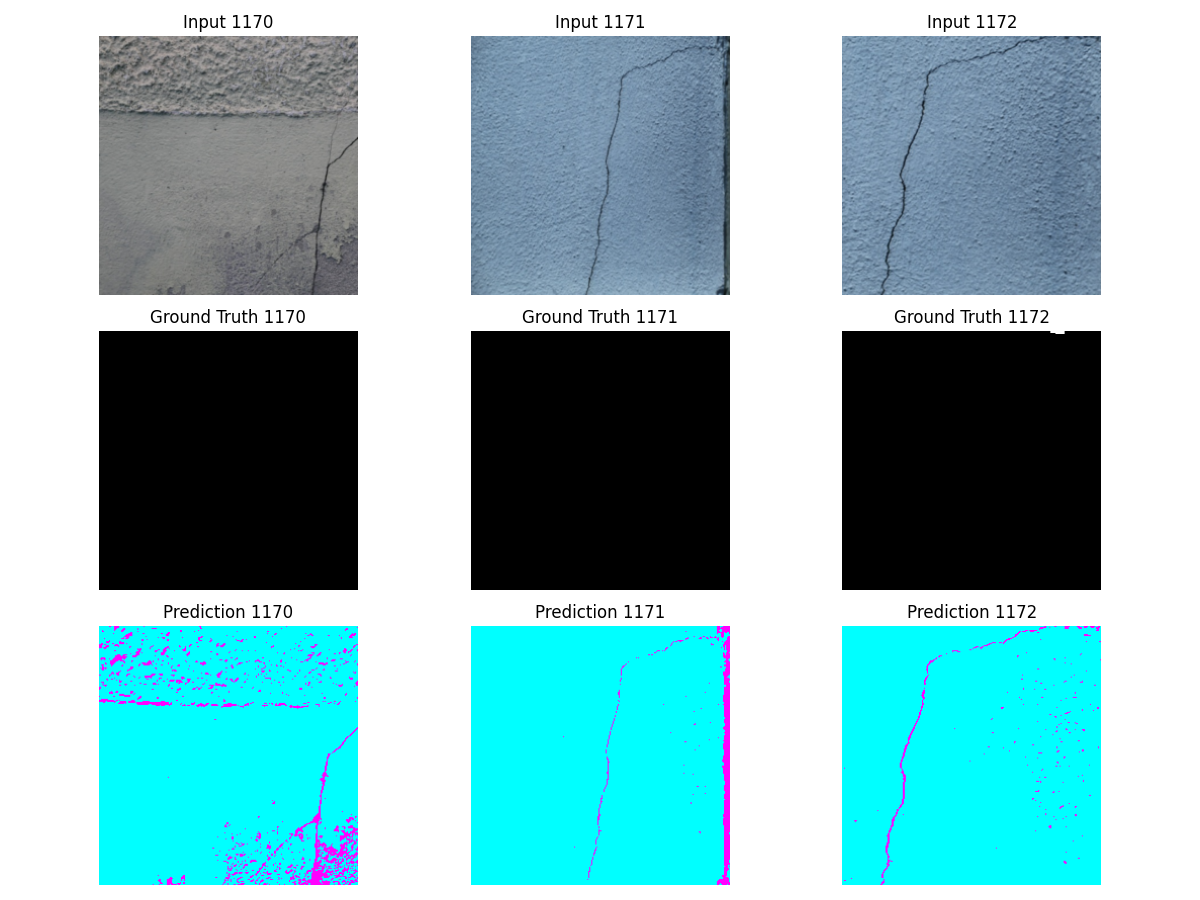 Input 1170
Input 1171
Input 1172
Ground Truth 1170
Ground Truth 1171
Ground Truth 1172
Prediction 1170
Prediction 1171
Prediction 1172